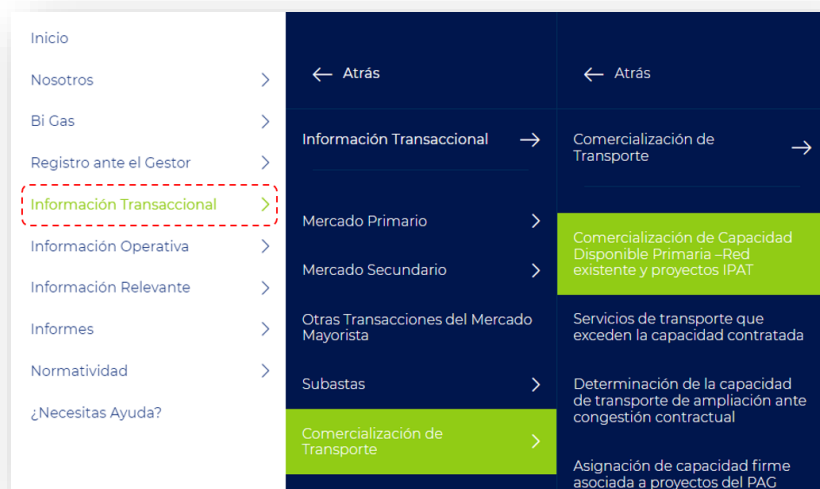 Inicio
Nosotros
Bi Gas
Registro ante el Gestor
Información Transaccional
Información Operativa
Información Relevante
Informes
Normatividad
¿Necesitas Ayuda?
Atrás
Información Transaccional
Mercado Primario
Mercado Secundario
Otras Transacciones del Mercado
Mayorista
Subastas
Comercialización de
Transporte
Atrás
Comercialización de
Transporte
Comercialización de Capacidad
Disponible Primaria –Red
existente y proyectos IPAT
Servicios de transporte que
exceden la capacidad contratada
Determinación de la capacidad
de transporte de ampliación ante
congestión contractual
Asignación de capacidad firme
asociada a proyectos del PAG